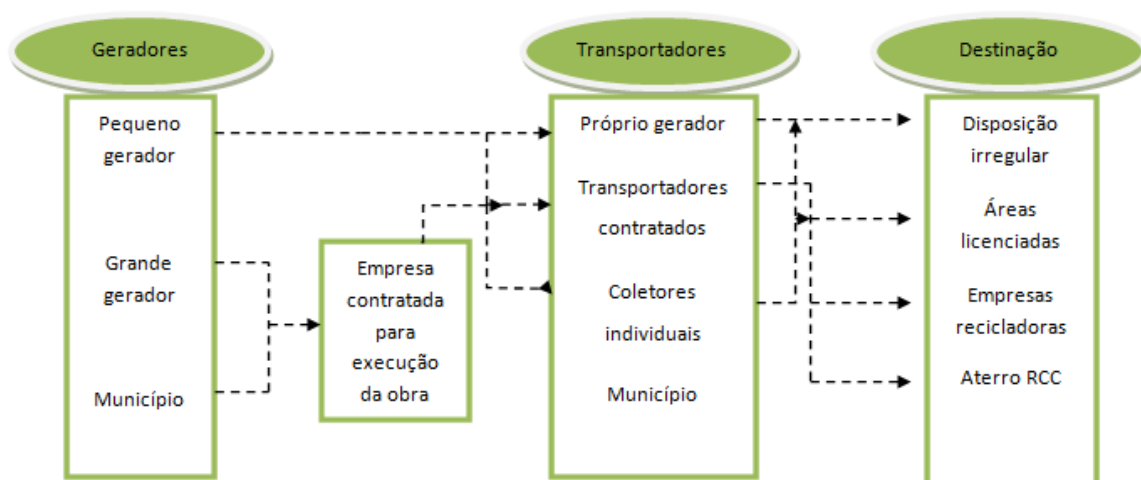 Geradores
Pequeno
gerador
Grande
gerador
Município
Empresa
contratada
para
execução
da obra
Transportadores
Próprio gerador
Transportadores
contratados
Coletores
individuais
Município
Destinação
Disposição
irregular
Áreas
licenciadas
Empresas
recicladoras
Aterro RCC